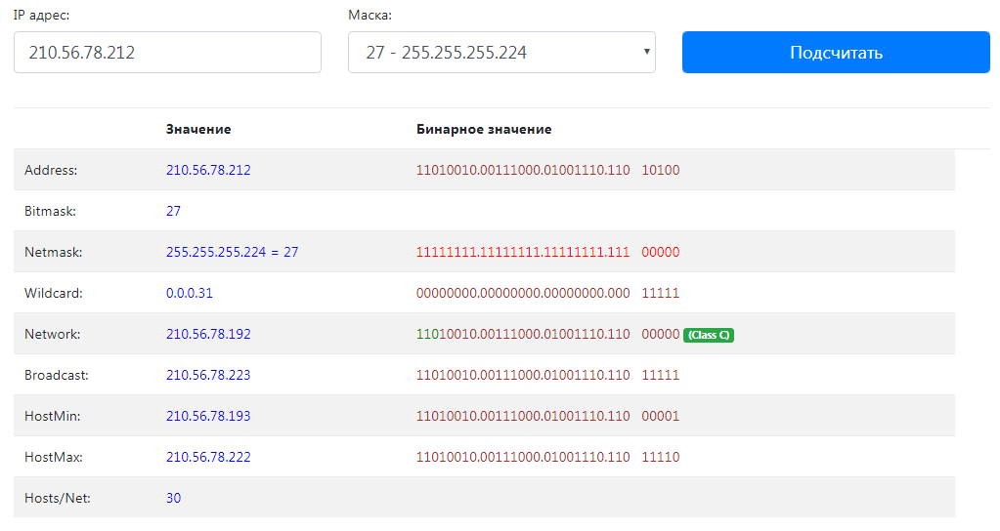 IP адрес: Маска:
210.56.78.212 27 - 255.255.255.224 Подсчитать
Значение Бинарное значение
Address: 210.56.78.212 11010010.00111000.01001110.110 10100
Bitmask: 27
Netmask: 255.255.255.224 = 27 11111111.11111111.11111111.111 00000
Wildcard: 0.0.0.31 00000000.00000000.00000000.000 11111
Network: 210.56.78.192 11010010.00111000.01001110.110 00000 (Class C)
Broadcast: 210.56.78.223 11010010.00111000.01001110.110 11111
HostMin: 210.56.78.193 11010010.00111000.01001110.110 00001
HostMax: 210.56.78.222 11010010.00111000.01001110.110 11110
Hosts/Net: 30